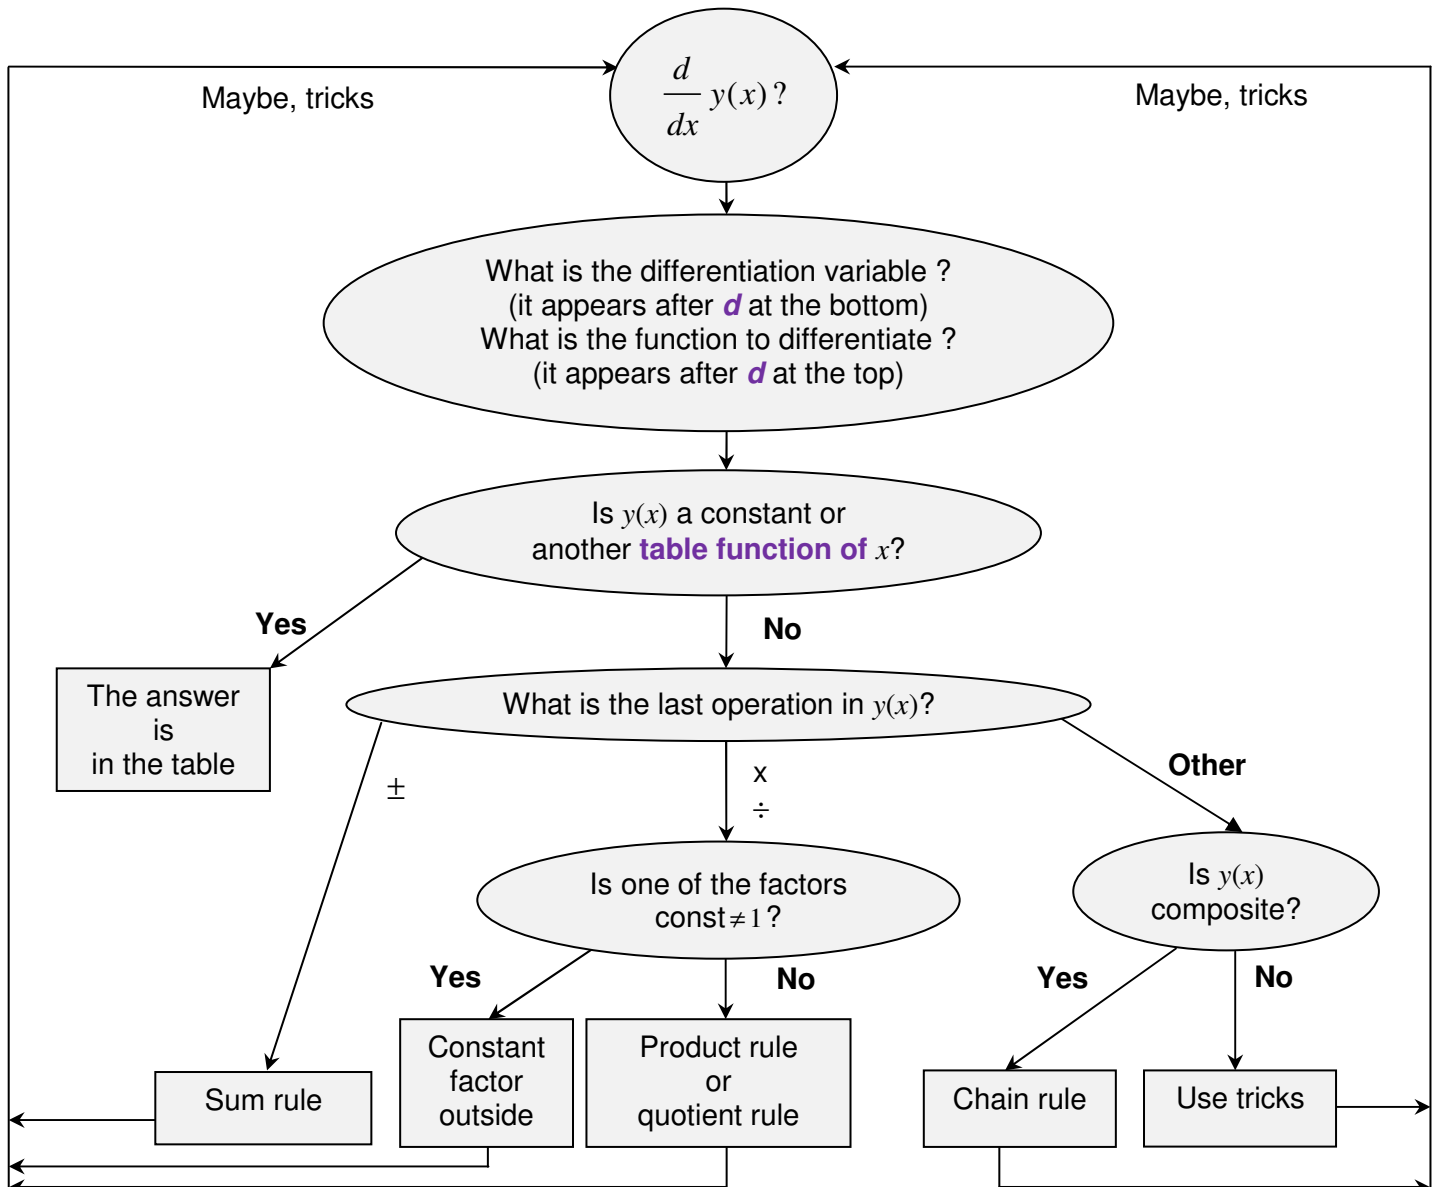 d/dx y(x) ?
Maybe, tricks
Maybe, tricks
What is the differentiation variable ?
(it appears after d at the bottom)
What is the function to differentiate ?
(it appears after d at the top)
Is y(x) a constant or
another table function of x?
Yes
No
The answer
is
in the table
What is the last operation in y(x)?
±
x
÷
Other
Is one of the factors
const ≠ 1 ?
Is y(x)
composite?
Yes
No
Yes
No
Sum rule
Constant
factor
outside
Product rule
or
quotient rule
Chain rule
Use tricks